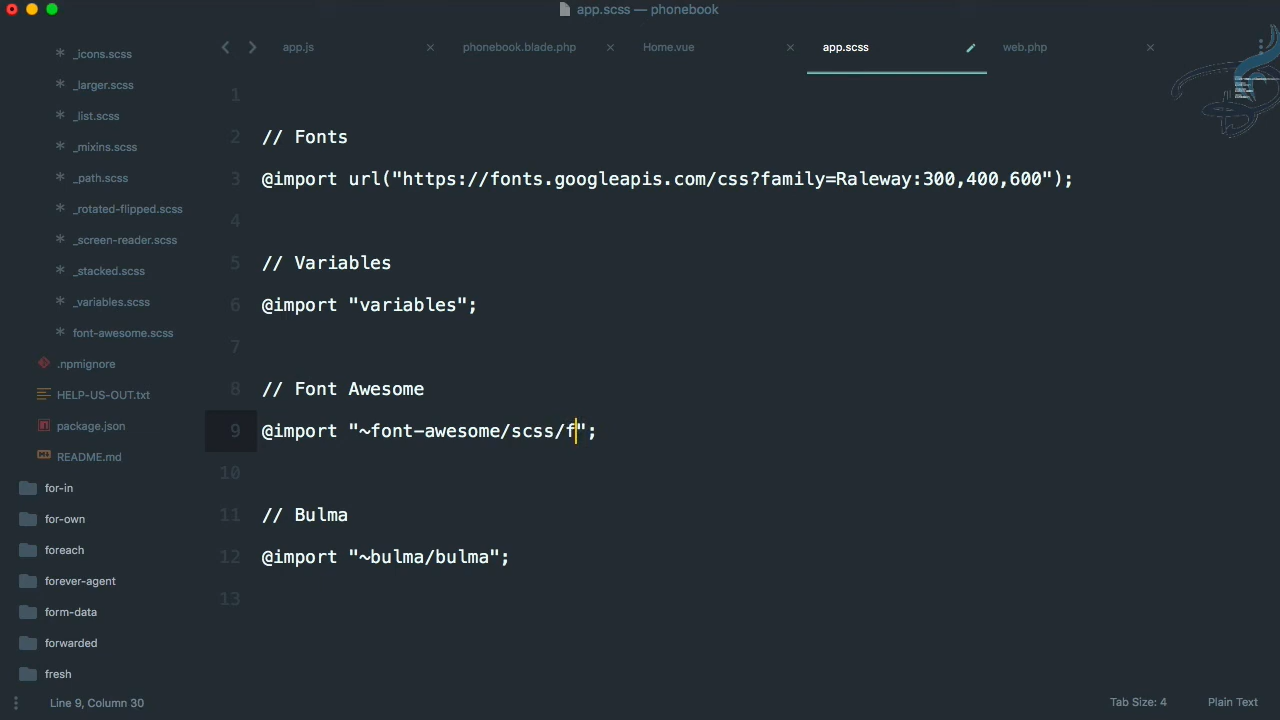 app.scss — phonebook
app.js
phonebook.blade.php
Home.vue
app.scss
web.php
_icons.scss
_larger.scss
_list.scss
_mixins.scss
_path.scss
_rotated-flipped.scss
_screen-reader.scss
_stacked.scss
_variables.scss
font-awesome.scss
.npmignore
HELP-US-OUT.txt
package.json
README.md
for-in
for-own
foreach
forever-agent
form-data
forwarded
fresh
1
2 // Fonts
3 @import url("https://fonts.googleapis.com/css?family=Raleway:300,400,600");
4
5 // Variables
6 @import "variables";
7
8 // Font Awesome
9 @import "~font-awesome/scss/f";
10
11 // Bulma
12 @import "~bulma/bulma";
13
Line 9, Column 30
Tab Size: 4
Plain Text